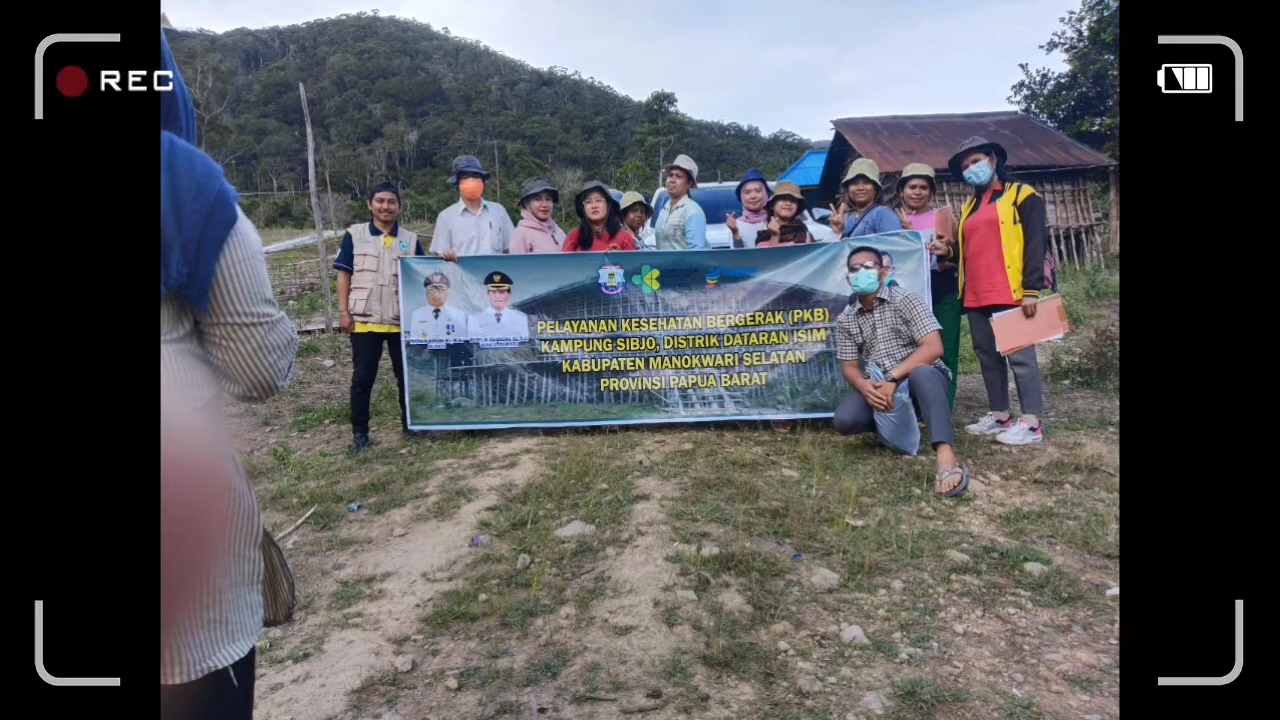 REC
PELAYANAN KESEHATAN BERGERAK (PKB)
KAMPUNG SIBJO, DISTRIK DATARAN ISIM
KABUPATEN MANOKWARI SELATAN
PROVINSI PAPUA BARAT